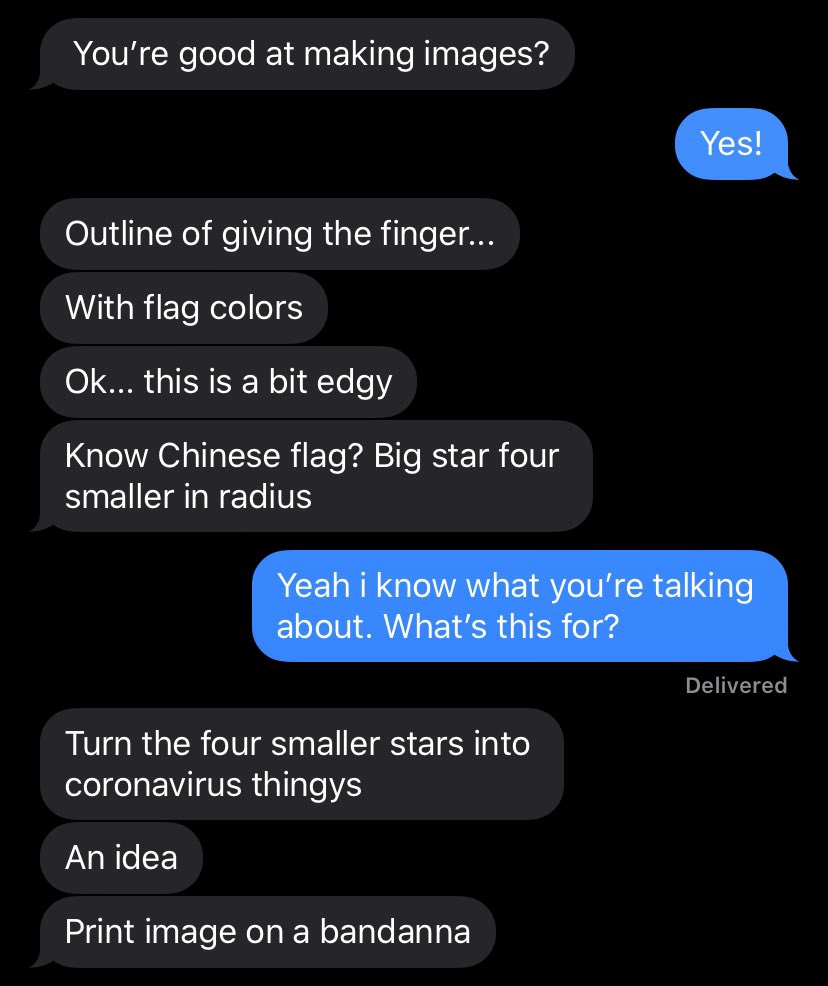 You’re good at making images?
Yes!
Outline of giving the finger...
With flag colors
Ok... this is a bit edgy
Know Chinese flag? Big star four
smaller in radius
Yeah i know what you’re talking
about. What’s this for?
Delivered
Turn the four smaller stars into
coronavirus thingys
An idea
Print image on a bandanna